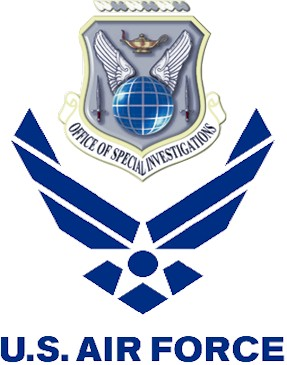 OFFICE OF SPECIAL INVESTIGATIONS
U.S. AIR FORCE